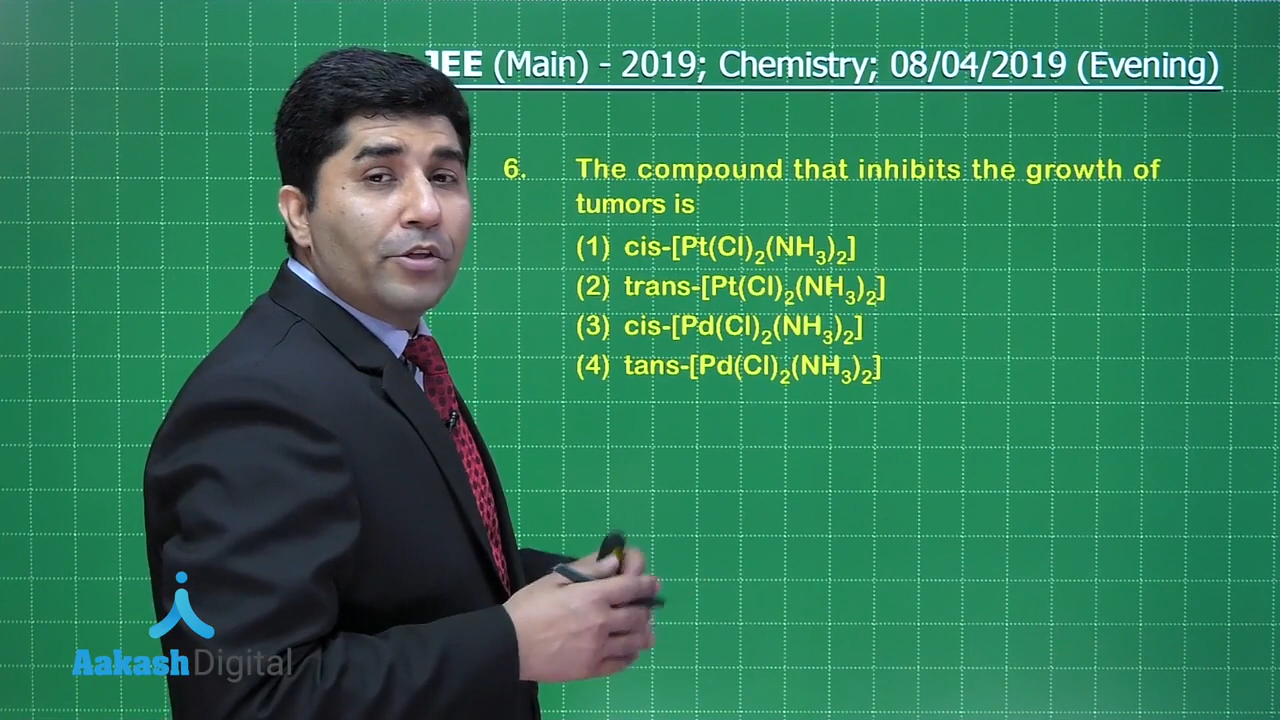 JEE (Main) - 2019; Chemistry; 08/04/2019 (Evening)
6. The compound that inhibits the growth of
tumors is
(1) cis-[Pt(Cl)₂(NH₃)₂]
(2) trans-[Pt(Cl)₂(NH₃)₂]
(3) cis-[Pd(Cl)₂(NH₃)₂]
(4) tans-[Pd(Cl)₂(NH₃)₂]
Aakash Digital